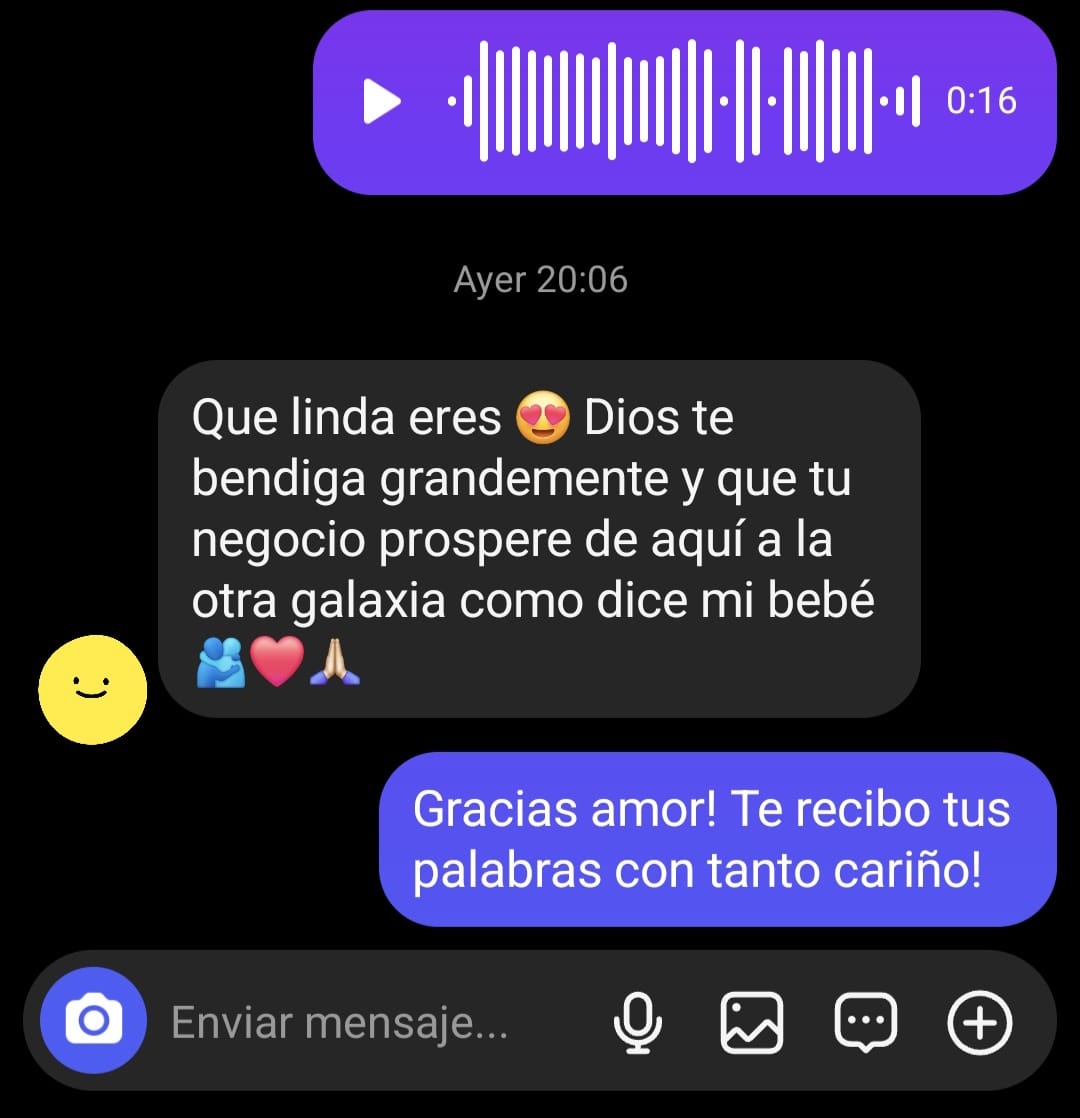 0:16
Ayer 20:06
Que linda eres 😍 Dios te
bendiga grandemente y que tu
negocio prospere de aquí a la
otra galaxia como dice mi bebé
🫂❤️🙏🏼
Gracias amor! Te recibo tus
palabras con tanto cariño!
Enviar mensaje...